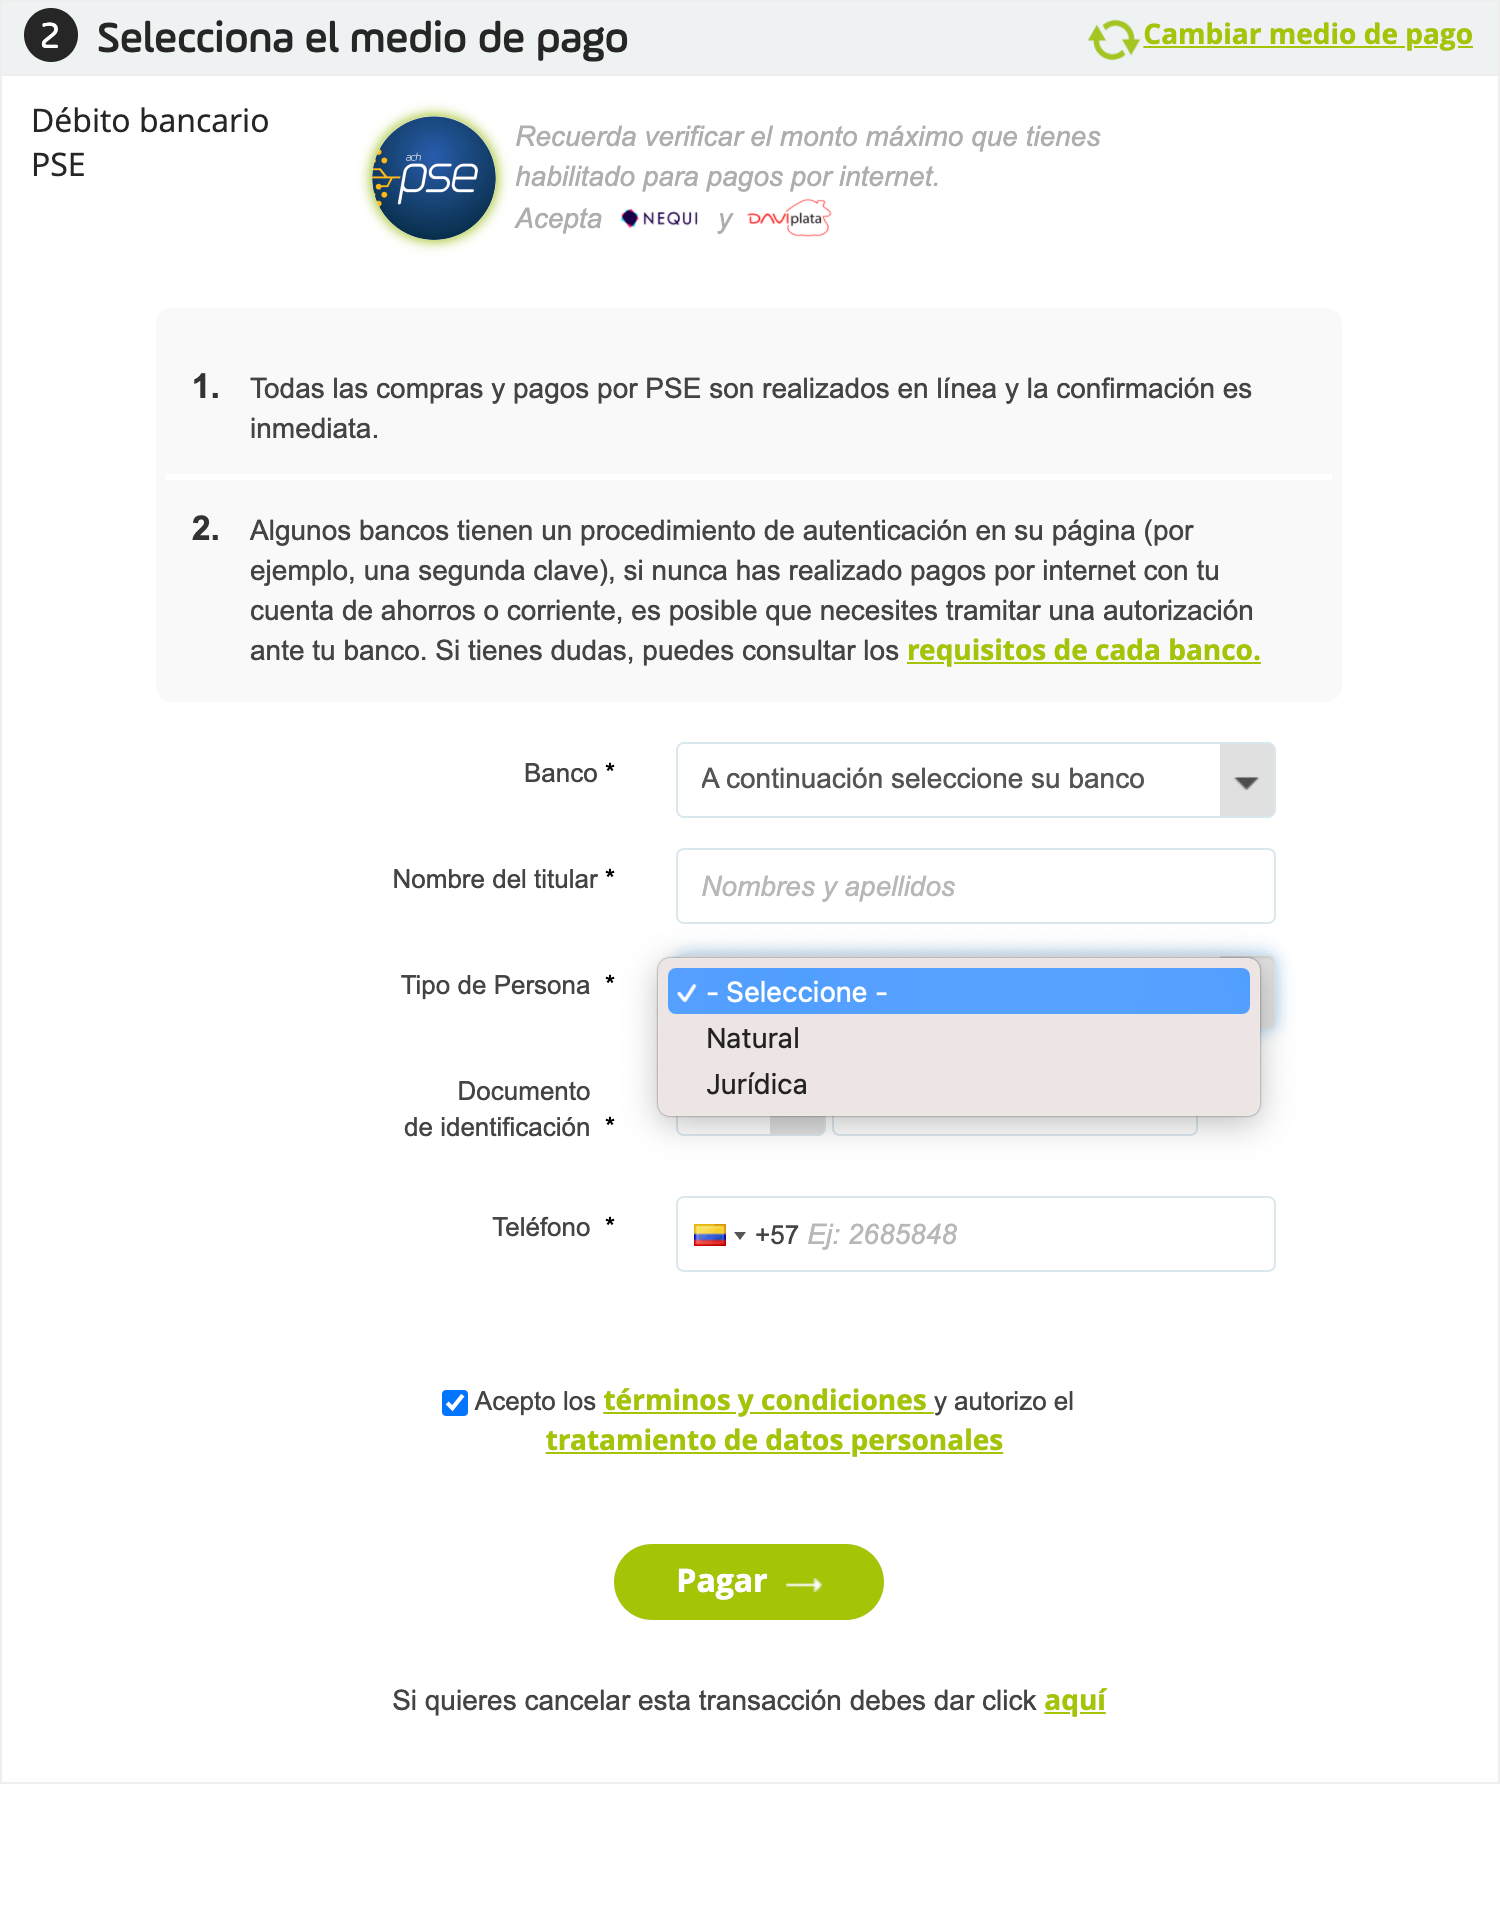 2 Selecciona el medio de pago
Cambiar medio de pago
Débito bancario
PSE
ach
pse
Recuerda verificar el monto máximo que tienes
habilitado para pagos por internet.
Acepta NEQUI y DAVIplata
1. Todas las compras y pagos por PSE son realizados en línea y la confirmación es
inmediata.
2. Algunos bancos tienen un procedimiento de autenticación en su página (por
ejemplo, una segunda clave), si nunca has realizado pagos por internet con tu
cuenta de ahorros o corriente, es posible que necesites tramitar una autorización
ante tu banco. Si tienes dudas, puedes consultar los requisitos de cada banco.
Banco * A continuación seleccione su banco
Nombre del titular * Nombres y apellidos
Tipo de Persona * ✓ - Seleccione -
Natural
Jurídica
Documento
de identificación *
Teléfono * +57 Ej: 2685848
Acepto los términos y condiciones y autorizo el
tratamiento de datos personales
Pagar →
Si quieres cancelar esta transacción debes dar click aquí